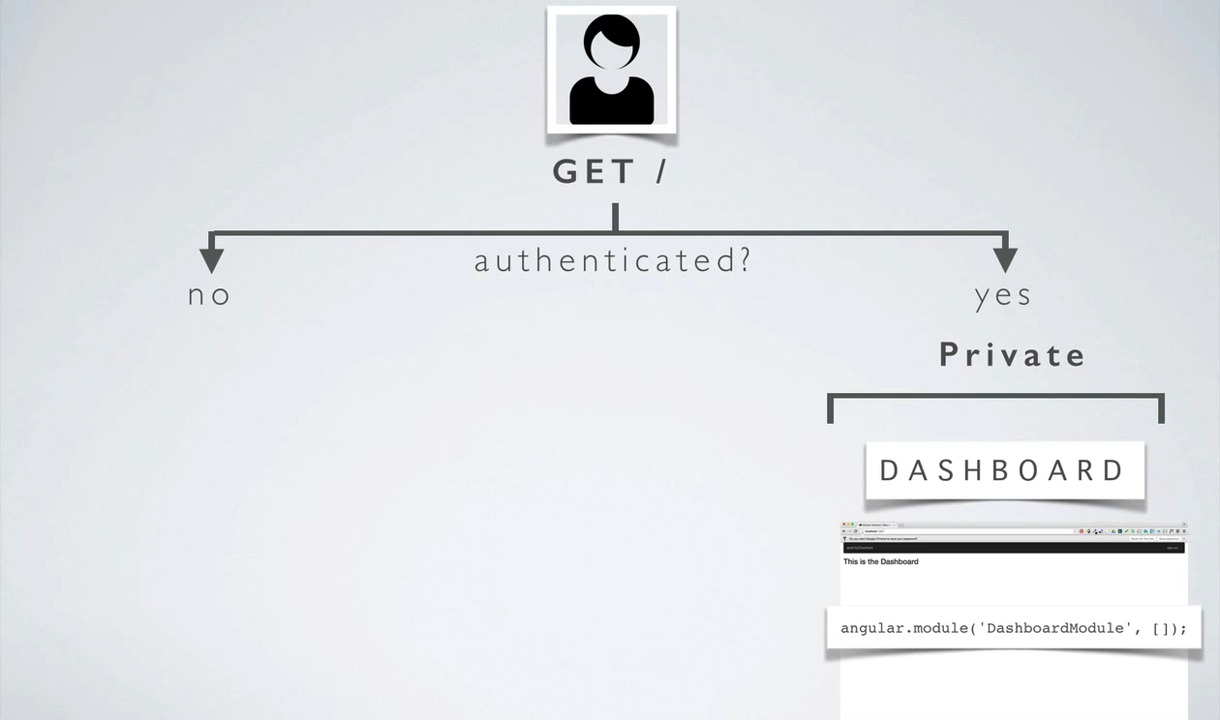 GET /
authenticated?
no
yes
Private
DASHBOARD
This is the Dashboard
angular.module('DashboardModule', []);